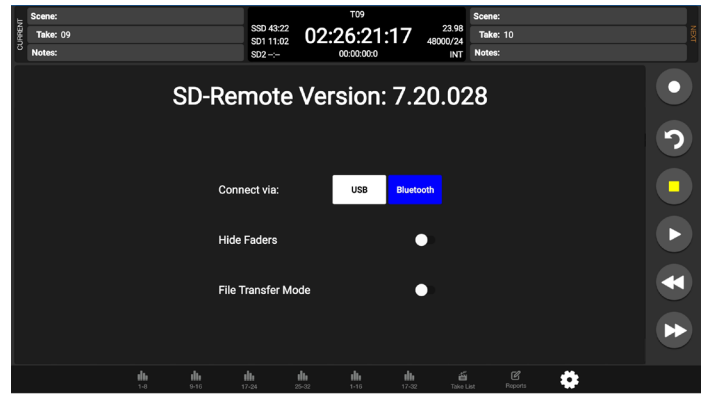 CURRENT
Scene:
Take: 09
Notes:
T09
SSD 43:22
SD1 11:02
SD2 --:--
02:26:21:17
23.98
48000/24
00:00:00:0
INT
Scene:
Take: 10
Notes:
NEXT
SD-Remote Version: 7.20.028
Connect via:
USB
Bluetooth
Hide Faders
File Transfer Mode
1-8
9-16
17-24
25-32
1-16
17-32
Take List
Reports